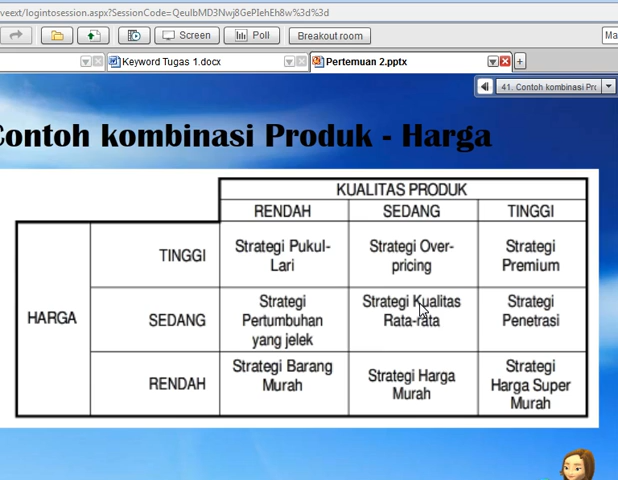 veext/logintosession.aspx?SessionCode=QeuIbMD3Nwj8GePIehEh8w%3d%3d
Screen
Poll
Breakout room
Ma
Keyword Tugas 1.docx
Pertemuan 2.pptx
41. Contoh kombinasi Pr
Contoh kombinasi Produk - Harga
KUALITAS PRODUK
RENDAH SEDANG TINGGI
HARGA
TINGGI
Strategi Pukul-
Lari
Strategi Over-
pricing
Strategi
Premium
SEDANG
Strategi
Pertumbuhan
yang jelek
Strategi Kualitas
Rata-rata
Strategi
Penetrasi
RENDAH
Strategi Barang
Murah
Strategi Harga
Murah
Strategi
Harga Super
Murah